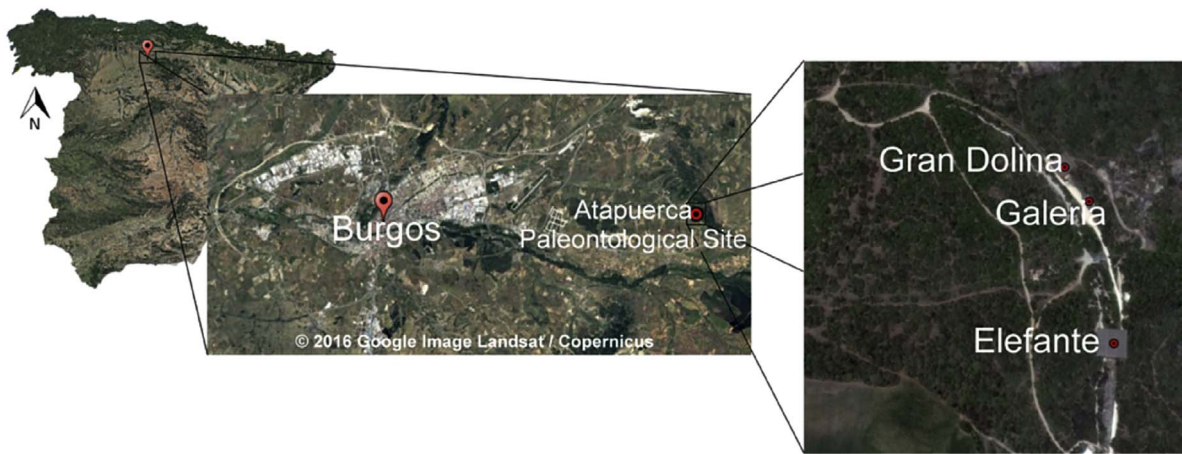 N
Burgos
Atapuerca
Paleontological Site
© 2016 Google Image Landsat / Copernicus
Gran Dolina
Galería
Elefante